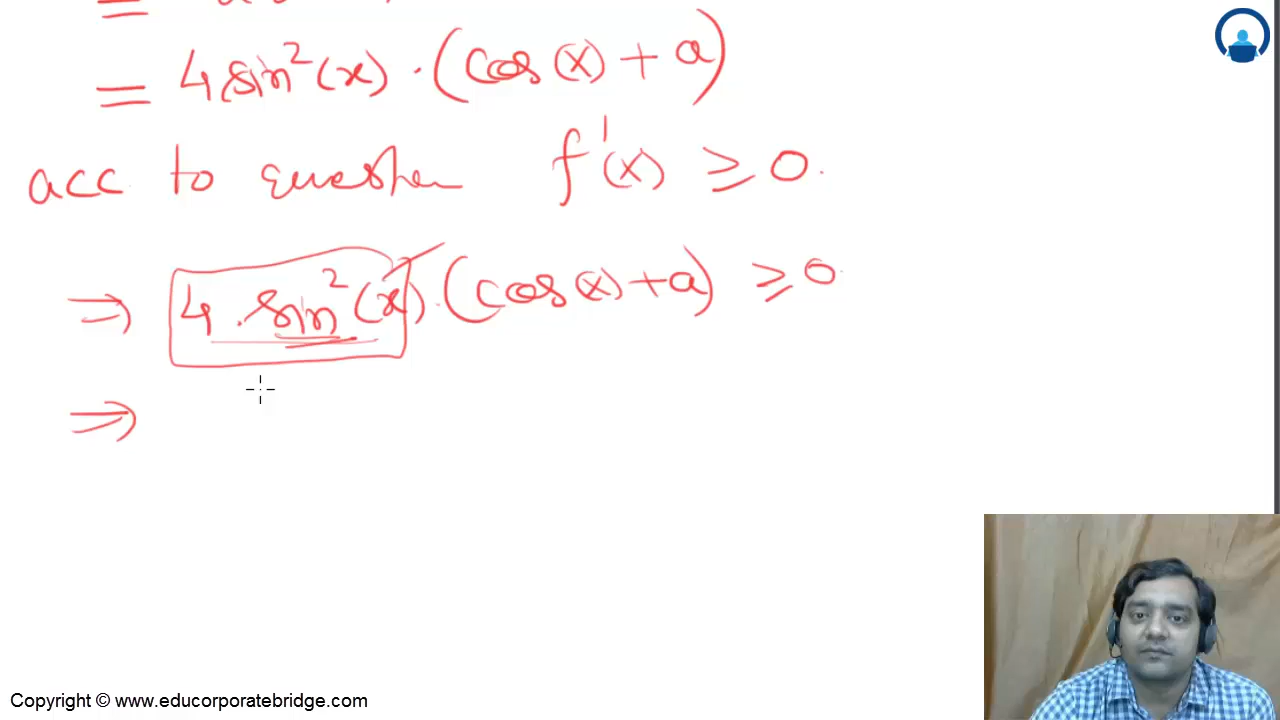 = 4 sin²(x) · (cos(x) + a)
acc to question f'(x) ≥ 0.
⇒ 4 . sin²(x) · (cos(x) + a) ≥ 0.
⇒
Copyright © www.educorporatebridge.com